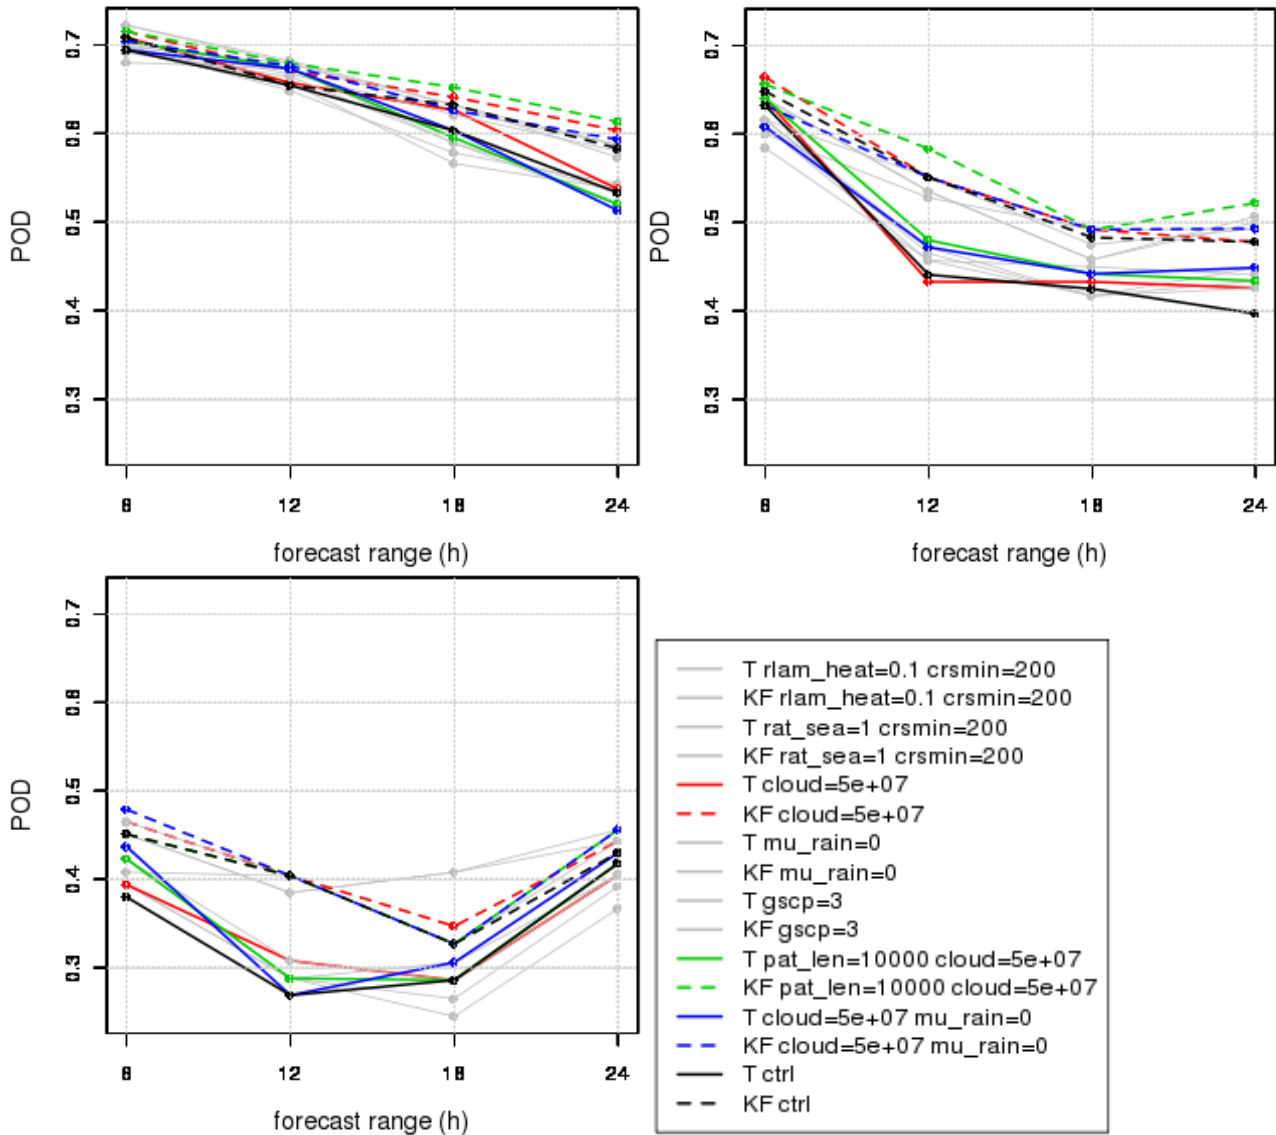 POD
0.7
0.6
0.5
0.4
0.3
6
12
18
24
forecast range (h)
POD
0.7
0.6
0.5
0.4
0.3
6
12
18
24
forecast range (h)
POD
0.7
0.6
0.5
0.4
0.3
6
12
18
24
forecast range (h)
T rlam_heat=0.1 crsmin=200
KF rlam_heat=0.1 crsmin=200
T rat_sea=1 crsmin=200
KF rat_sea=1 crsmin=200
T cloud=5e+07
KF cloud=5e+07
T mu_rain=0
KF mu_rain=0
T gscp=3
KF gscp=3
T pat_len=10000 cloud=5e+07
KF pat_len=10000 cloud=5e+07
T cloud=5e+07 mu_rain=0
KF cloud=5e+07 mu_rain=0
T ctrl
KF ctrl